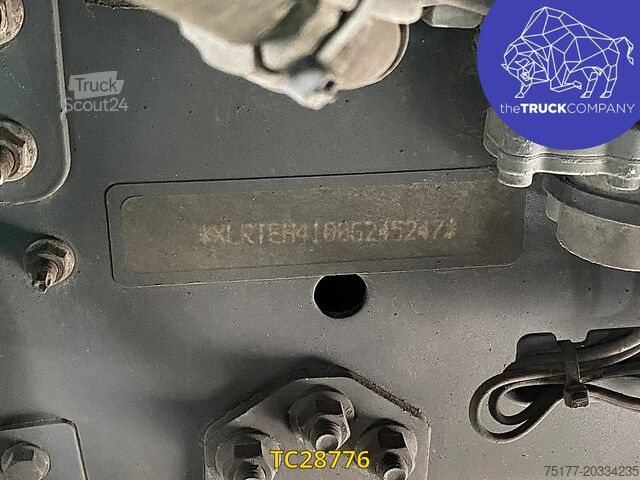 Truck
Scout24
theTRUCKCOMPANY
*XLRTEH4100G245247*
TC28776
75177-20334235